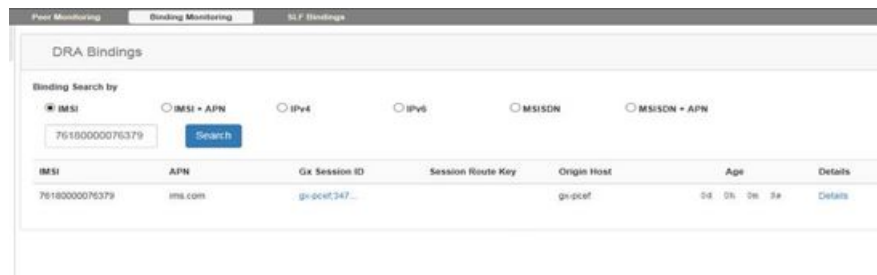 Peer Monitoring Binding Monitoring SLF Bindings
DRA Bindings
Binding Search by
IMSI IMSI + APN IPv4 IPv6 MSISDN MSISDN + APN
76180000076379 Search
IMSI APN Gx Session ID Session Route Key Origin Host Age Details
76180000076379 ims.com gx-pcef;347... gx-pcef 0d 0h 0m Details